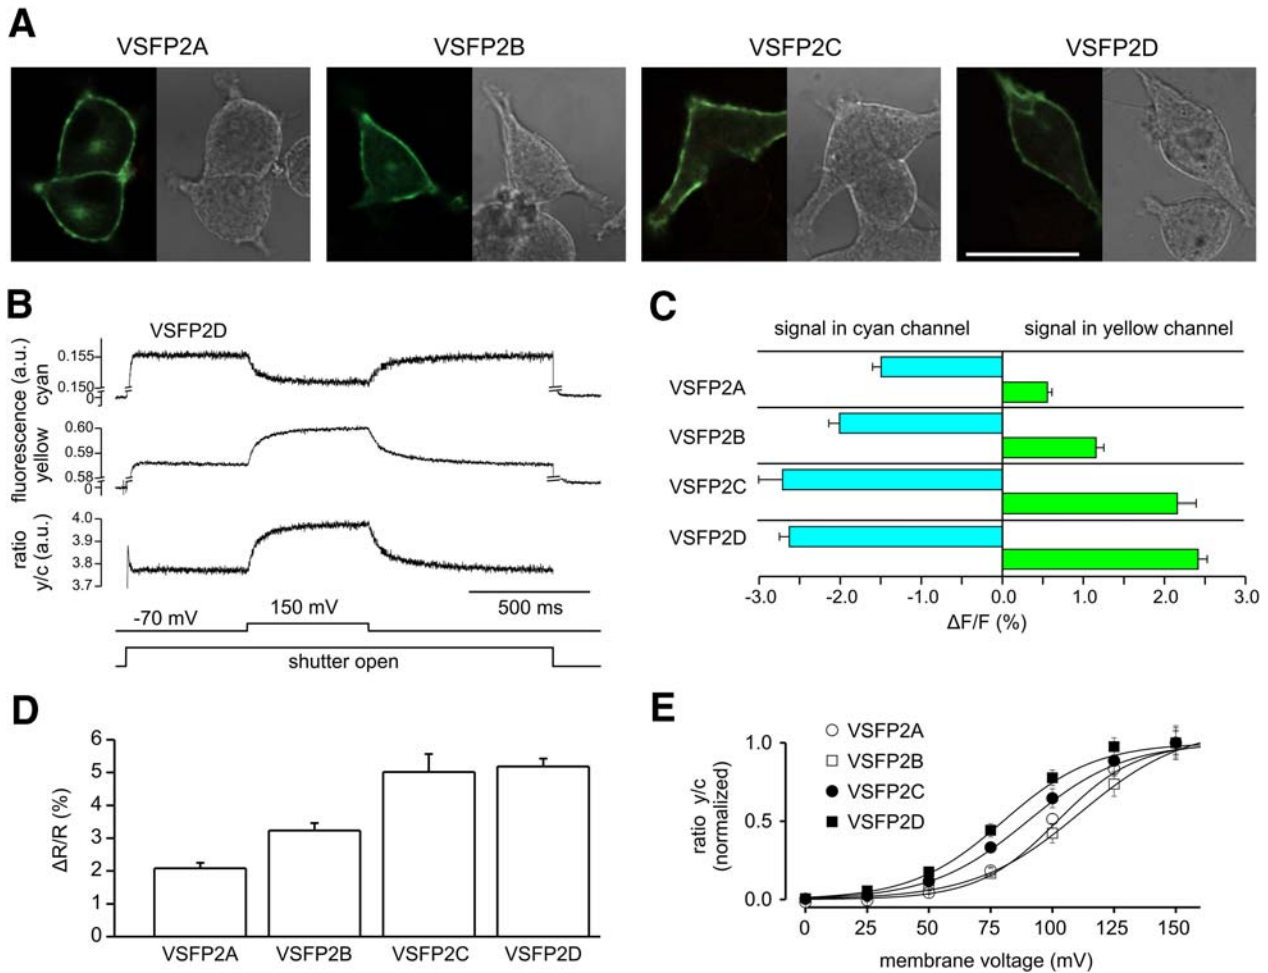 A
VSFP2A
VSFP2B
VSFP2C
VSFP2D
B
VSFP2D
fluorescence (a.u.)
cyan
0.155
0.150
0
yellow
0.60
0.59
0.58
0
ratio
y/c (a.u.)
4.0
3.9
3.8
3.7
500 ms
-70 mV
150 mV
shutter open
C
signal in cyan channel
signal in yellow channel
VSFP2A
VSFP2B
VSFP2C
VSFP2D
-3.0 -2.0 -1.0 0.0 1.0 2.0 3.0
ΔF/F (%)
D
ΔR/R (%)
6
5
4
3
2
1
0
VSFP2A VSFP2B VSFP2C VSFP2D
E
ratio y/c
(normalized)
1.0
0.5
0.0
VSFP2A
VSFP2B
VSFP2C
VSFP2D
0 25 50 75 100 125 150
membrane voltage (mV)